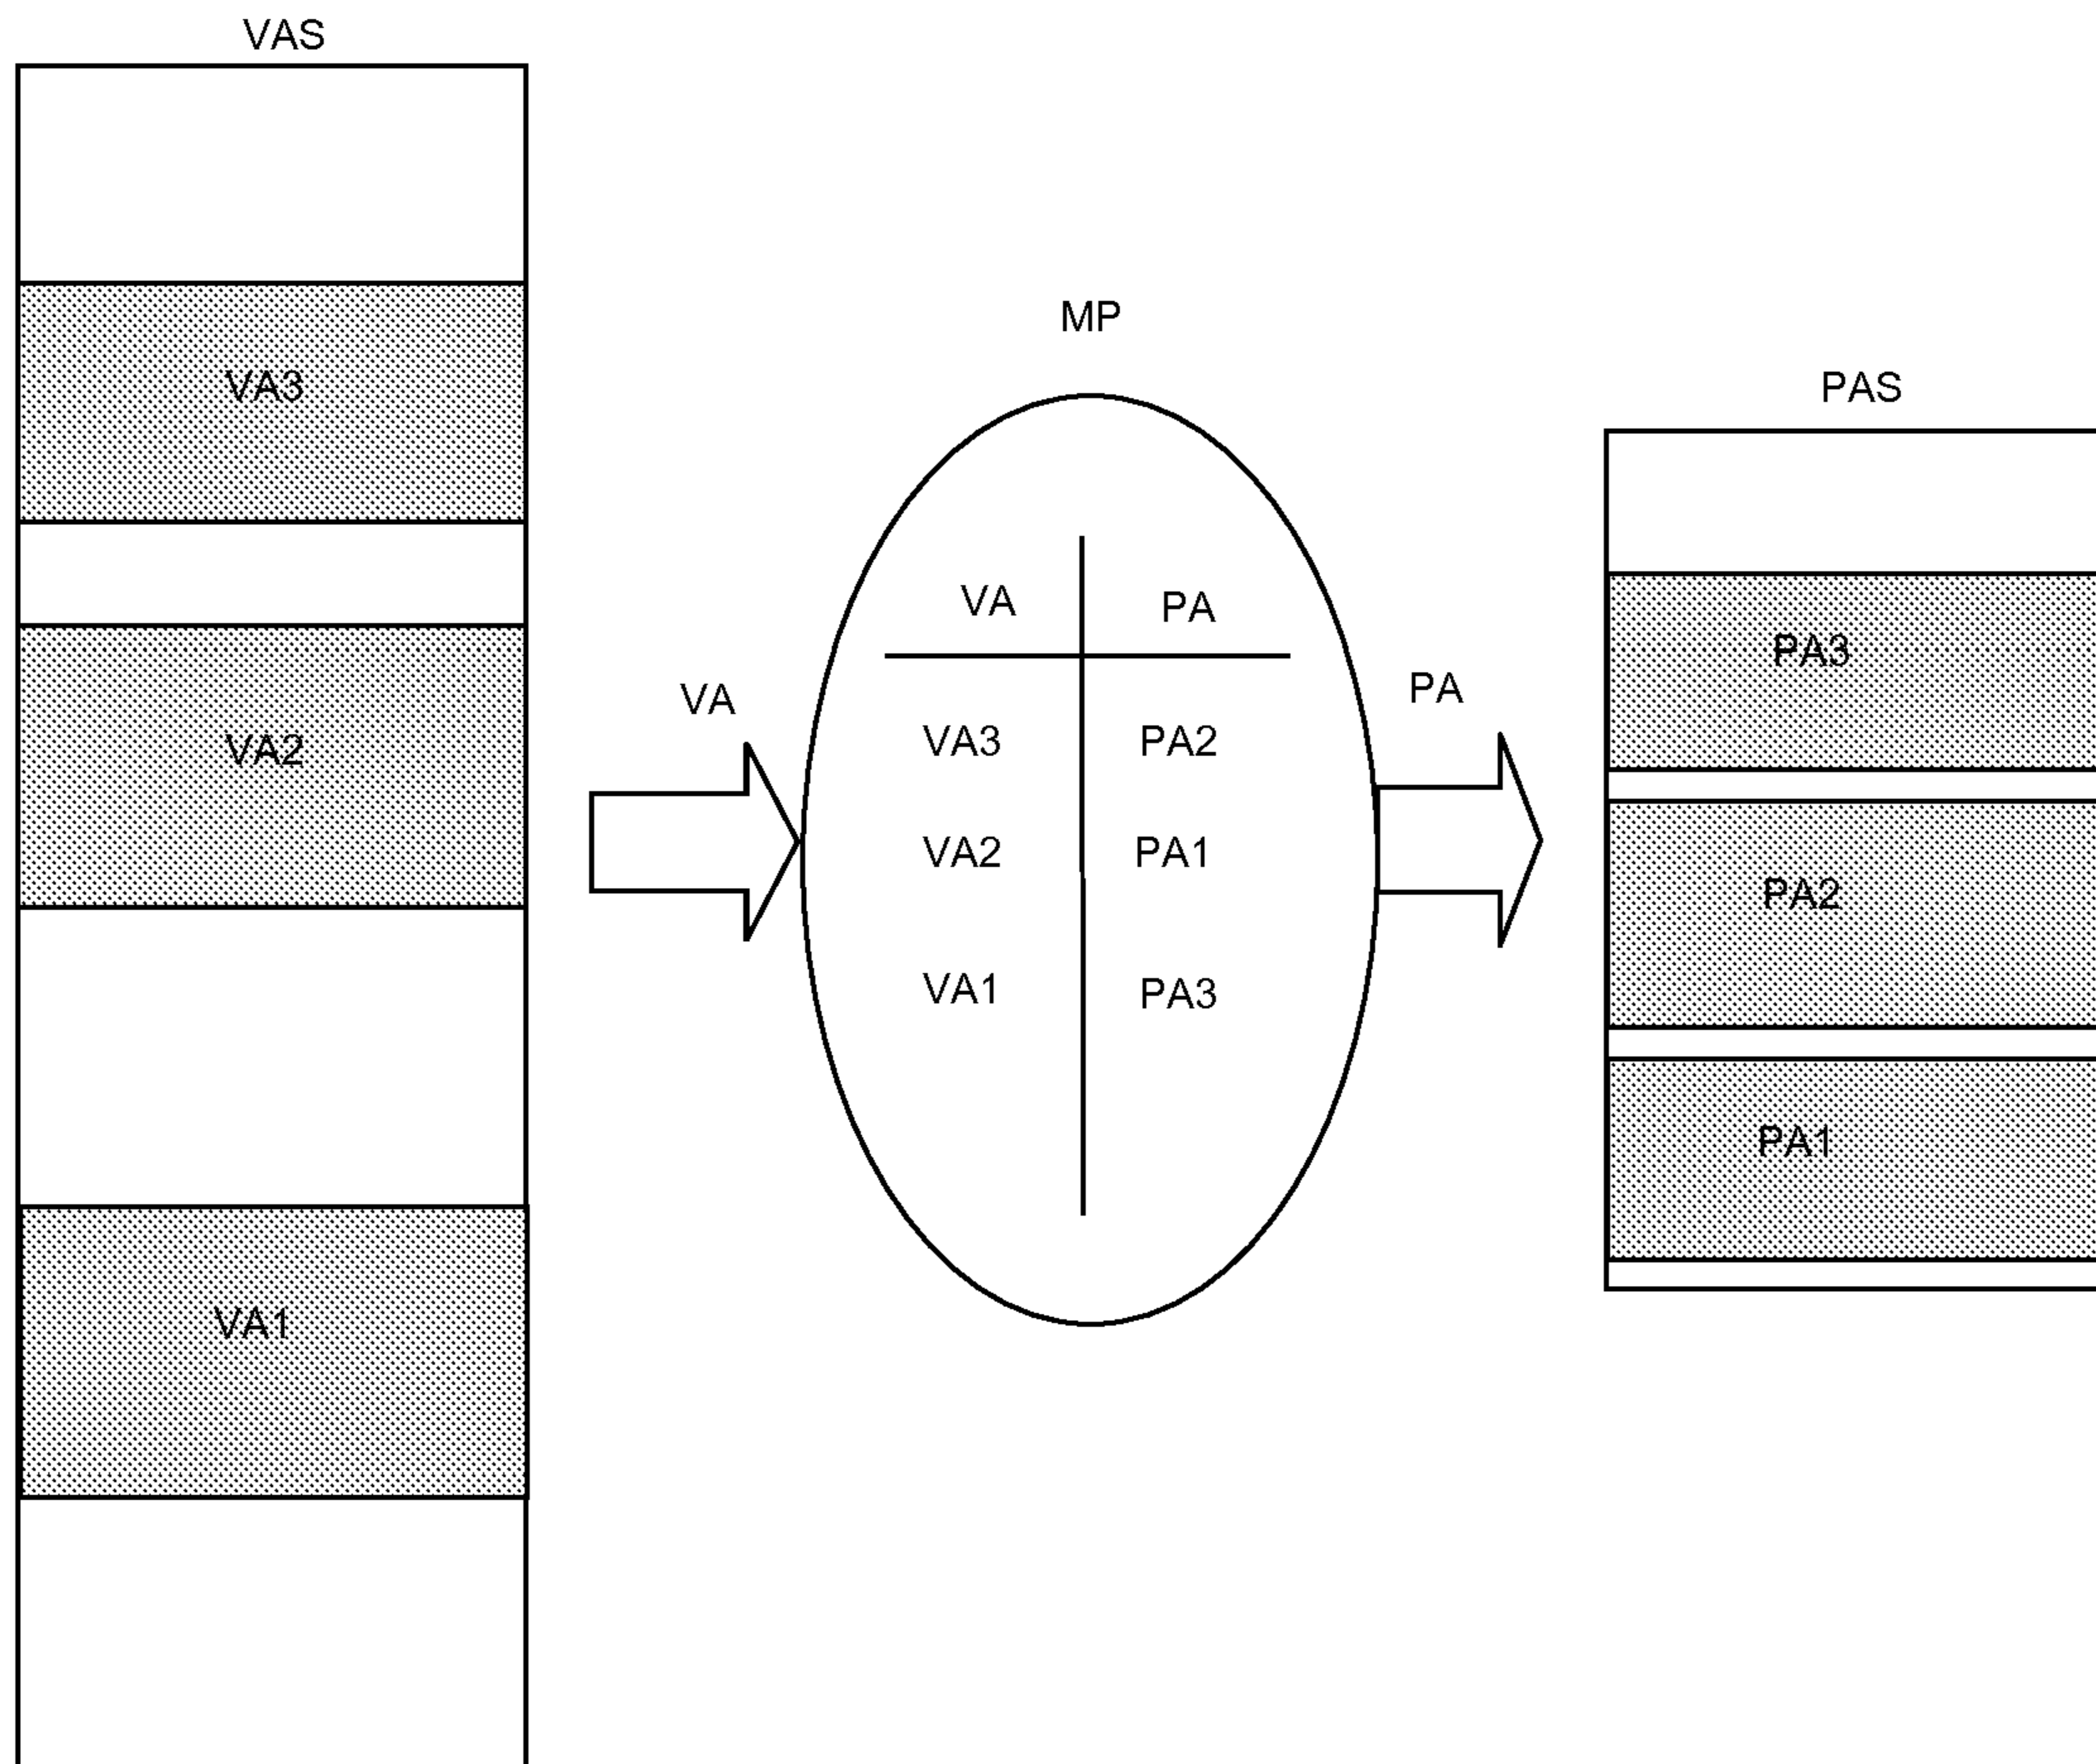 VAS
VA3
VA2
VA1
VA
MP
VA PA
VA3 PA2
VA2 PA1
VA1 PA3
PA
PAS
PA3
PA2
PA1